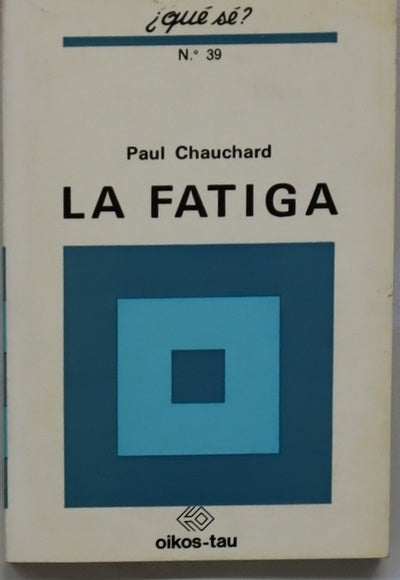 ¿qué sé?
N.° 39
Paul Chauchard
LA FATIGA
oikos-tau